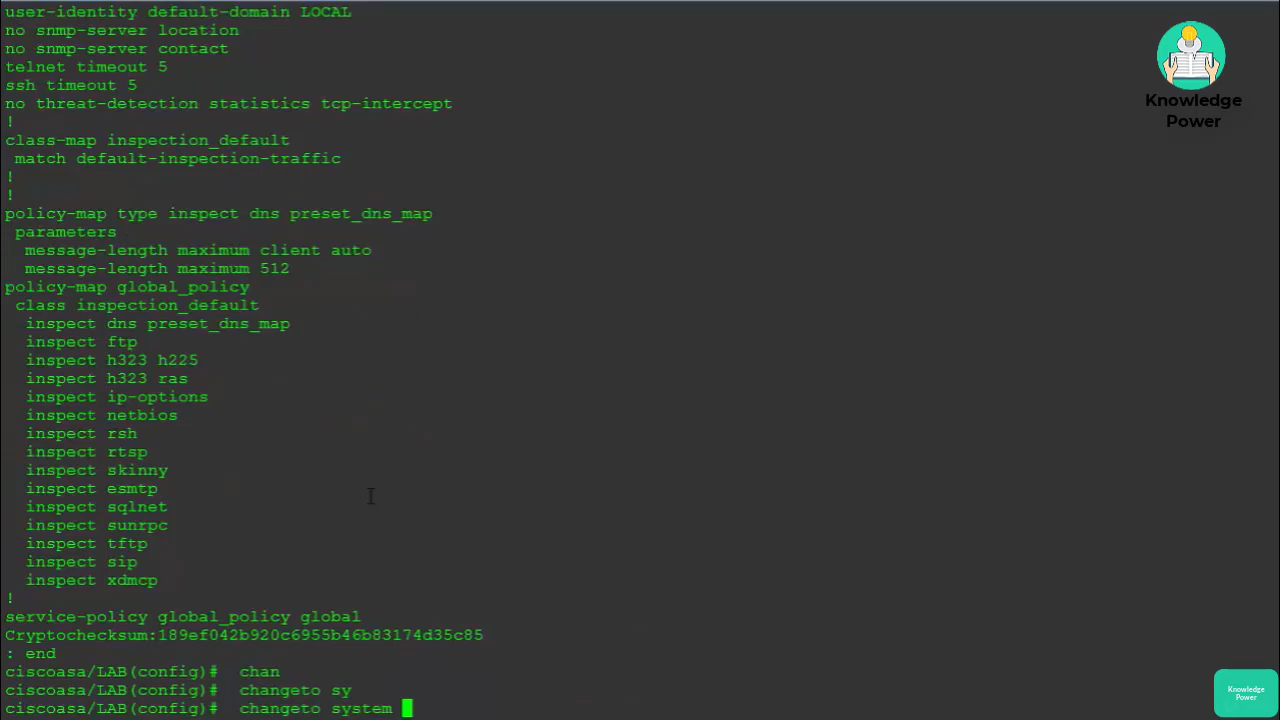 user-identity default-domain LOCAL
no snmp-server location
no snmp-server contact
telnet timeout 5
ssh timeout 5
no threat-detection statistics tcp-intercept
!
class-map inspection_default
 match default-inspection-traffic
!
!
policy-map type inspect dns preset_dns_map
 parameters
  message-length maximum client auto
  message-length maximum 512
policy-map global_policy
 class inspection_default
  inspect dns preset_dns_map
  inspect ftp
  inspect h323 h225
  inspect h323 ras
  inspect ip-options
  inspect netbios
  inspect rsh
  inspect rtsp
  inspect skinny
  inspect esmtp
  inspect sqlnet
  inspect sunrpc
  inspect tftp
  inspect sip
  inspect xdmcp
!
service-policy global_policy global
Cryptochecksum:189ef042b920c6955b46b83174d35c85
: end
ciscoasa/LAB(config)#  chan
ciscoasa/LAB(config)#  changeto sy
ciscoasa/LAB(config)#  changeto system
Knowledge
Power
Knowledge
Power